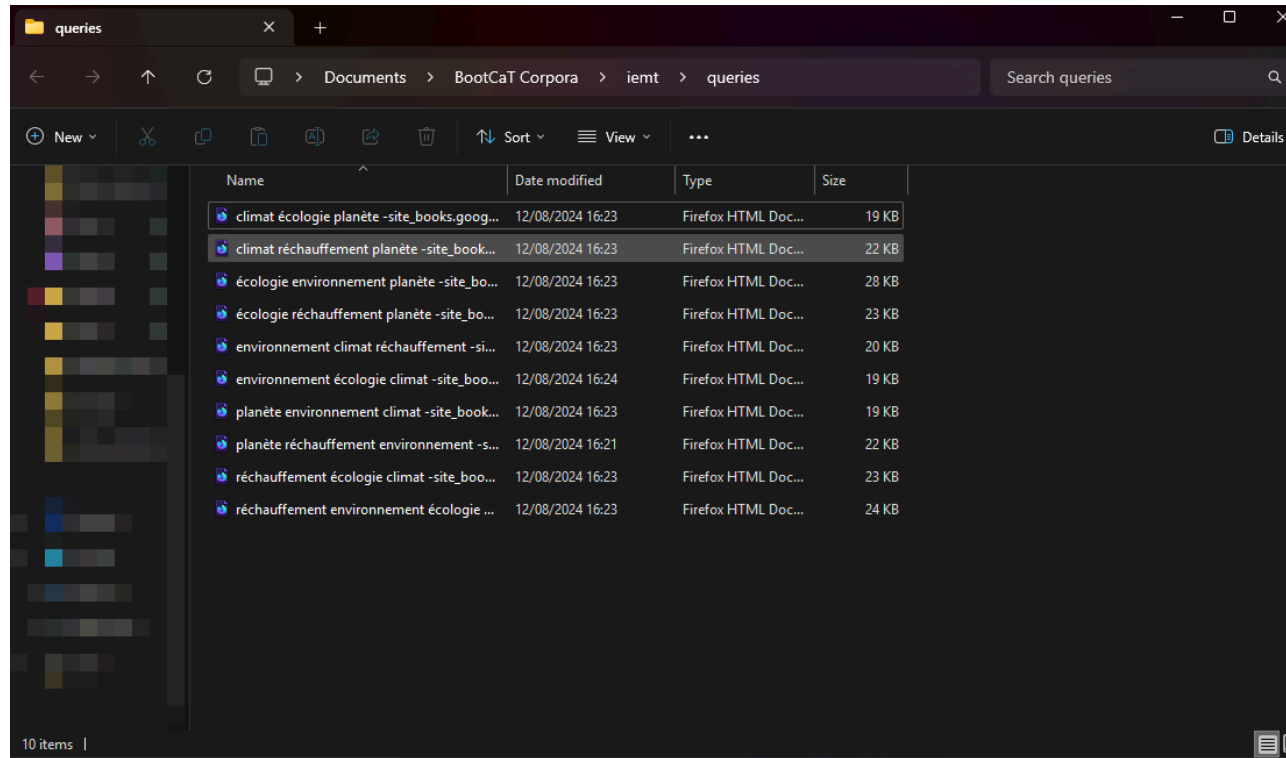 queries
Documents > BootCaT Corpora > iemt > queries
Search queries
New
Sort
View
Details
Name Date modified Type Size
climat écologie planète -site_books.goog... 12/08/2024 16:23 Firefox HTML Doc... 19 KB
climat réchauffement planète -site_book... 12/08/2024 16:23 Firefox HTML Doc... 22 KB
écologie environnement planète -site_bo... 12/08/2024 16:23 Firefox HTML Doc... 28 KB
écologie réchauffement planète -site_bo... 12/08/2024 16:23 Firefox HTML Doc... 23 KB
environnement climat réchauffement -si... 12/08/2024 16:23 Firefox HTML Doc... 20 KB
environnement écologie climat -site_boo... 12/08/2024 16:24 Firefox HTML Doc... 19 KB
planète environnement climat -site_book... 12/08/2024 16:23 Firefox HTML Doc... 19 KB
planète réchauffement environnement -s... 12/08/2024 16:21 Firefox HTML Doc... 22 KB
réchauffement écologie climat -site_boo... 12/08/2024 16:23 Firefox HTML Doc... 23 KB
réchauffement environnement écologie ... 12/08/2024 16:23 Firefox HTML Doc... 24 KB
10 items